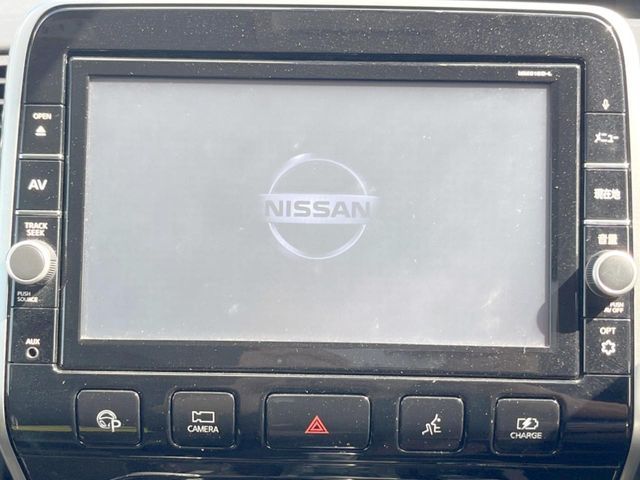 OPEN
AV
TRACK
SEEK
PUSH
SOURCE
AUX
NISSAN
メニュー
現在地
音量
PUSH
AV OFF
OPT
P
CAMERA
CHARGE